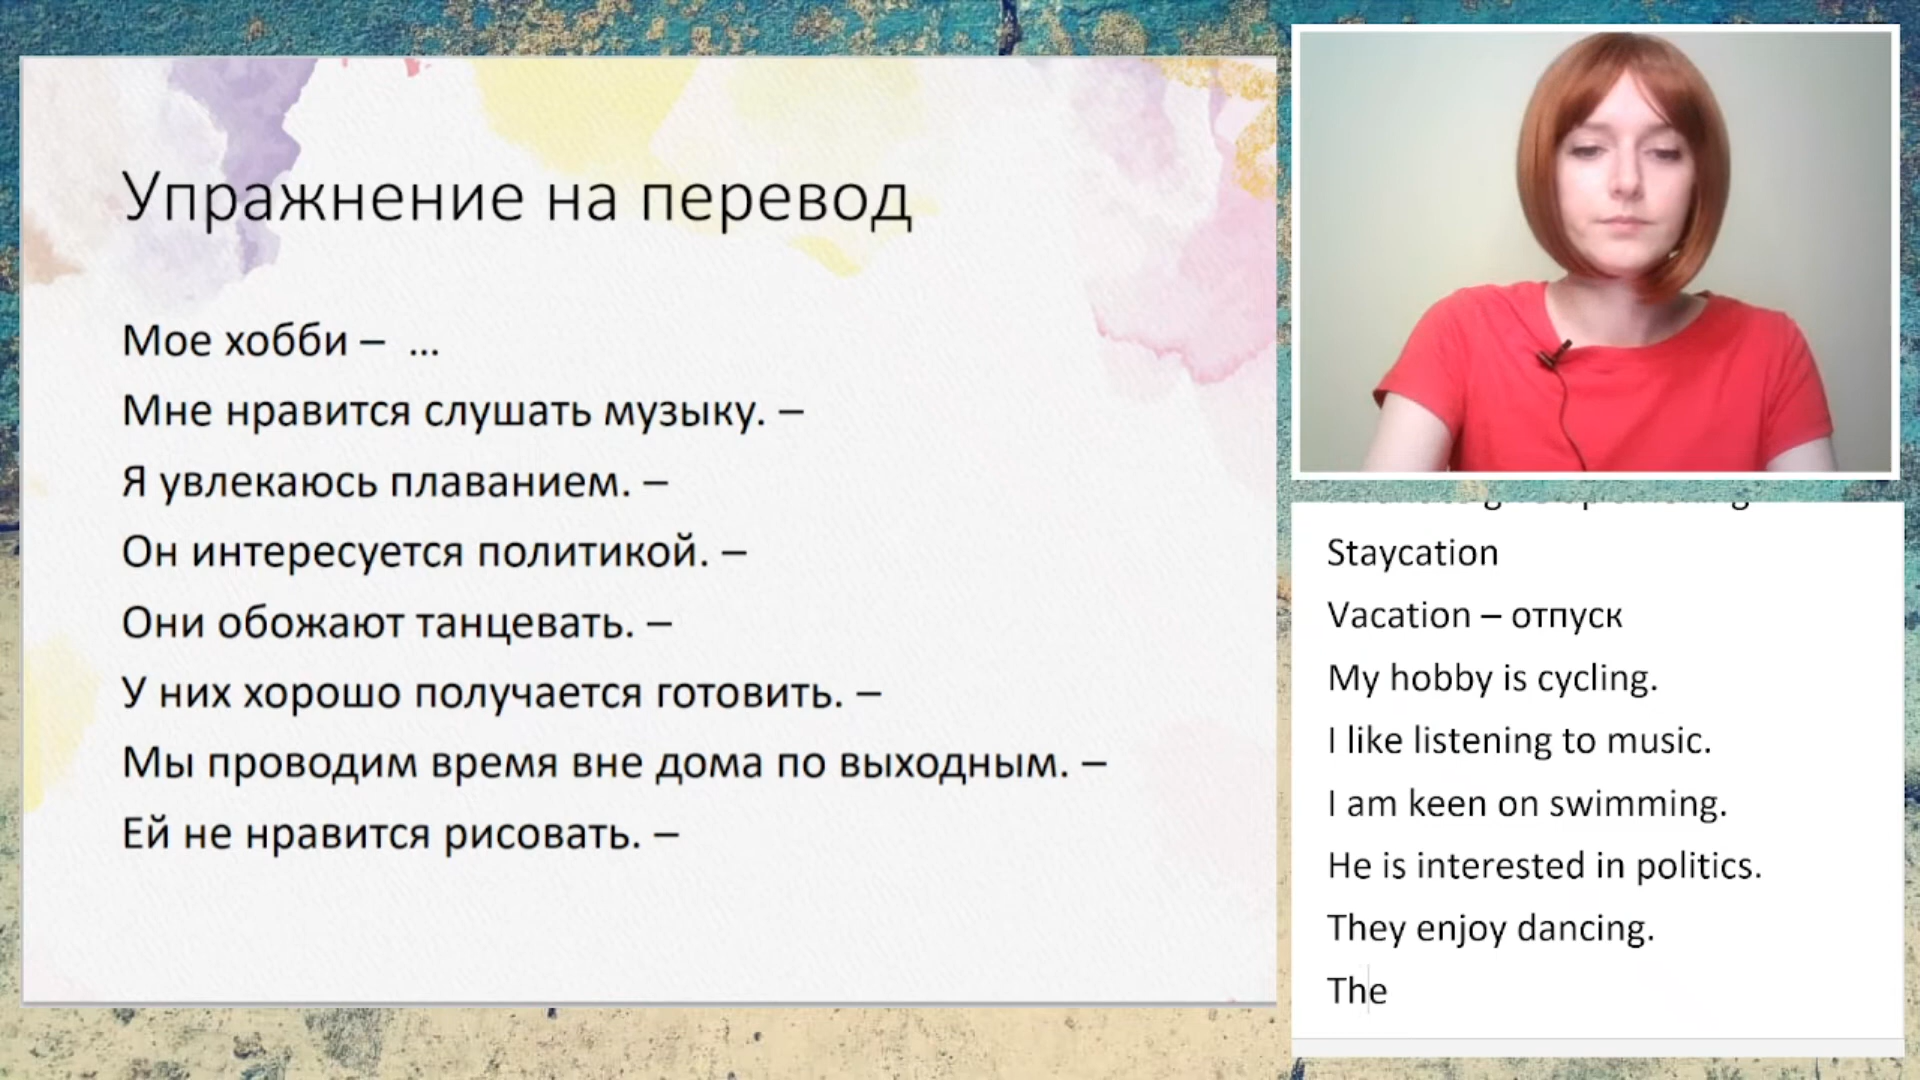 Упражнение на перевод
Мое хобби – ...
Мне нравится слушать музыку. –
Я увлекаюсь плаванием. –
Он интересуется политикой. –
Они обожают танцевать. –
У них хорошо получается готовить. –
Мы проводим время вне дома по выходным. –
Ей не нравится рисовать. –
Staycation
Vacation – отпуск
My hobby is cycling.
I like listening to music.
I am keen on swimming.
He is interested in politics.
They enjoy dancing.
The